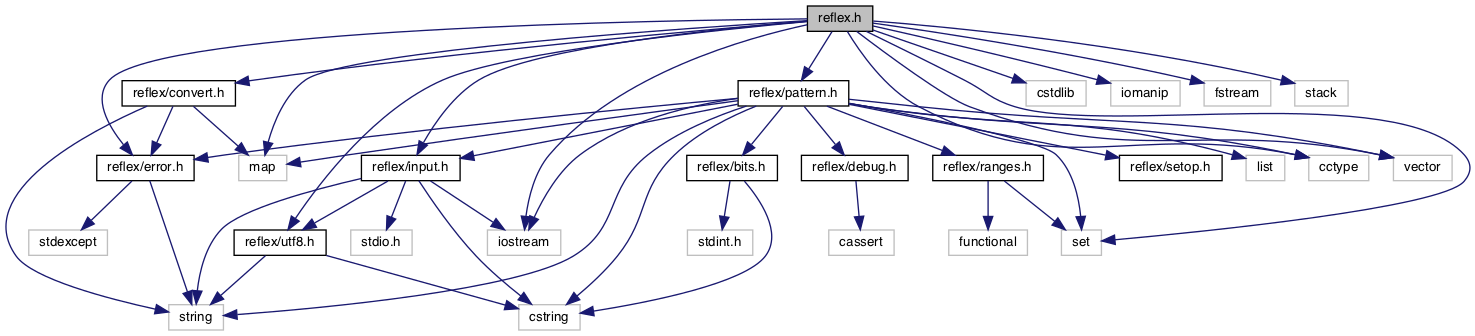 reflex.h
reflex/convert.h
reflex/pattern.h
cstdlib
iomanip
fstream
stack
reflex/error.h
map
reflex/input.h
reflex/bits.h
reflex/debug.h
reflex/ranges.h
reflex/setop.h
list
cctype
vector
stdexcept
reflex/utf8.h
stdio.h
iostream
stdint.h
cassert
functional
set
string
cstring